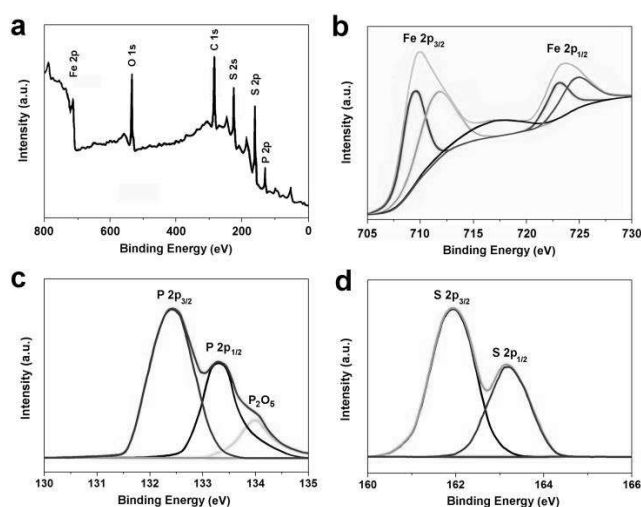 a
Fe 2p
O 1s
C 1s
S 2s
S 2p
P 2p
Intensity (a.u.)
800 600 400 200 0
Binding Energy (eV)
b
Fe 2p3/2
Fe 2p1/2
Intensity (a.u.)
705 710 715 720 725 730
Binding Energy (eV)
c
P 2p3/2
P 2p1/2
P2O5
Intensity (a.u.)
130 131 132 133 134 135
Binding Energy (eV)
d
S 2p3/2
S 2p1/2
Intensity (a.u.)
160 162 164 166
Binding Energy (eV)